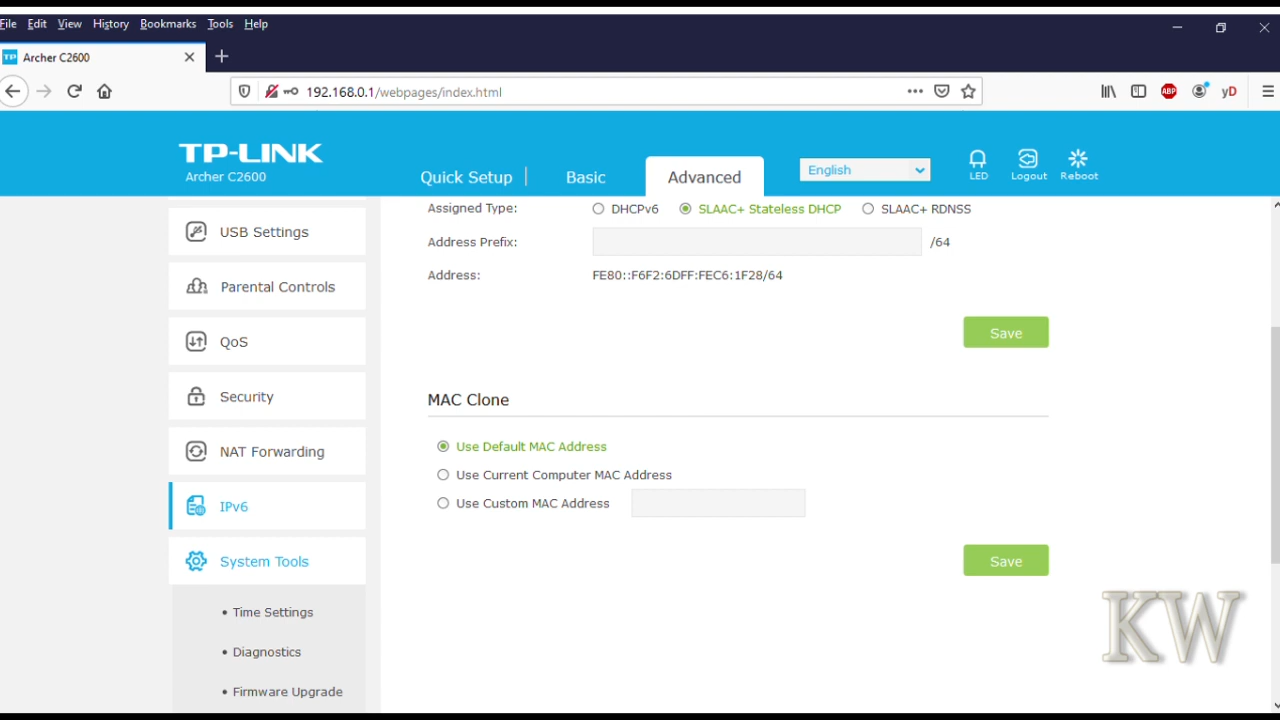 File Edit View History Bookmarks Tools Help
TP Archer C2600
192.168.0.1/webpages/index.html
ABP
yD
TP-LINK
Archer C2600
Quick Setup
Basic
Advanced
English
LED
Logout
Reboot
Assigned Type: DHCPv6 SLAAC+ Stateless DHCP SLAAC+ RDNSS
USB Settings
Address Prefix: /64
Address: FE80::F6F2:6DFF:FEC6:1F28/64
Parental Controls
Save
QoS
Security
MAC Clone
Use Default MAC Address
NAT Forwarding
Use Current Computer MAC Address
Use Custom MAC Address
IPv6
System Tools
Save
• Time Settings
• Diagnostics
• Firmware Upgrade
KW